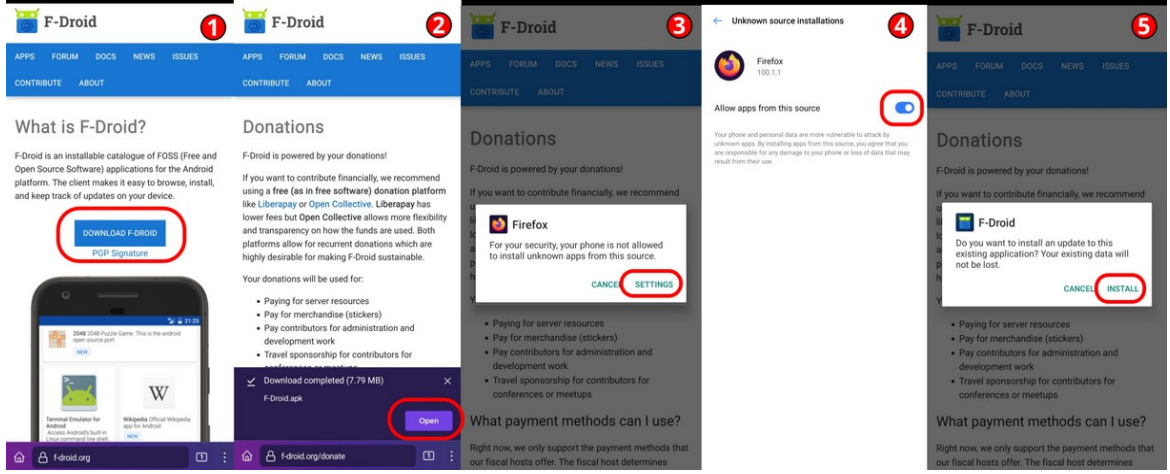 F-Droid
1
APPS FORUM DOCS NEWS ISSUES
CONTRIBUTE ABOUT
What is F-Droid?
F-Droid is an installable catalogue of FOSS (Free and
Open Source Software) applications for the Android
platform. The client makes it easy to browse, install,
and keep track of updates on your device.
DOWNLOAD F-DROID
PGP Signature
21:25
2048 2048 Puzzle Game. This is the android
open source port.
NEW
Terminal Emulator for
Android
Access Android's built-in
Linux command line shell.
W
Wikipedia Official Wikipedia
app for Android.
NEW
f-droid.org
1
F-Droid
2
APPS FORUM DOCS NEWS ISSUES
CONTRIBUTE ABOUT
Donations
F-Droid is powered by your donations!
If you want to contribute financially, we recommend
using a free (as in free software) donation platform
like Liberapay or Open Collective. Liberapay has
lower fees but Open Collective allows more flexibility
and transparency on how the funds are used. Both
platforms allow for recurrent donations which are
highly desirable for making F-Droid sustainable.
Your donations will be used for:
• Paying for server resources
• Pay for merchandise (stickers)
• Pay contributors for administration and
development work
• Travel sponsorship for contributors for
conferences or meetups
Download completed (7.79 MB)
F-Droid.apk
Open
f-droid.org/donate
1
F-Droid
3
APPS FORUM DOCS NEWS ISSUES
CONTRIBUTE ABOUT
Donations
F-Droid is powered by your donations!
If you want to contribute financially, we recommend
Firefox
For your security, your phone is not allowed
to install unknown apps from this source.
CANCEL SETTINGS
• Paying for server resources
• Pay for merchandise (stickers)
• Pay contributors for administration and
development work
• Travel sponsorship for contributors for
conferences or meetups
What payment methods can I use?
Right now, we only support the payment methods that
our fiscal hosts offer. The fiscal host determines
Unknown source installations
4
Firefox
100.1.1
Allow apps from this source
Your phone and personal data are more vulnerable to attack by
unknown apps. By installing apps from this source, you agree that you
are responsible for any damage to your phone or loss of data that may
result from their use.
F-Droid
5
APPS FORUM DOCS NEWS ISSUES
CONTRIBUTE ABOUT
Donations
F-Droid is powered by your donations!
If you want to contribute financially, we recommend
F-Droid
Do you want to install an update to this
existing application? Your existing data will
not be lost.
CANCEL INSTALL
• Paying for server resources
• Pay for merchandise (stickers)
• Pay contributors for administration and
development work
• Travel sponsorship for contributors for
conferences or meetups
What payment methods can I use?
Right now, we only support the payment methods that
our fiscal hosts offer. The fiscal host determines